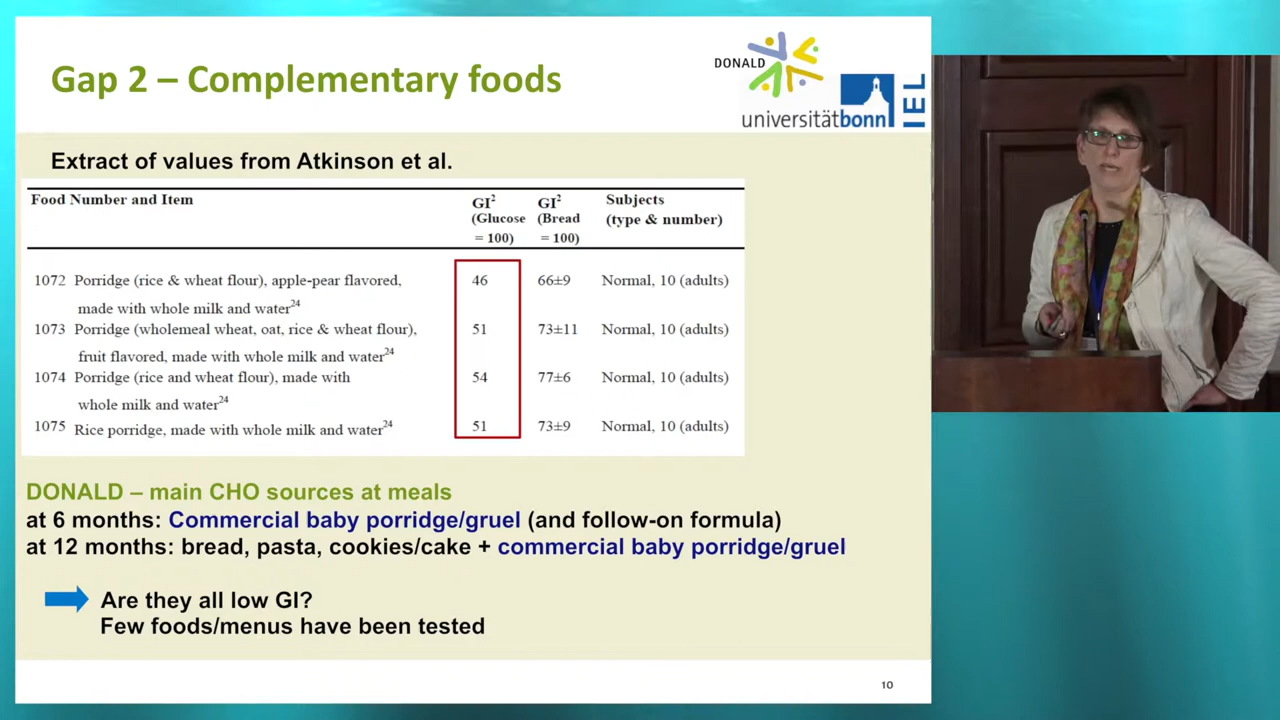 Gap 2 – Complementary foods
DONALD
universitätbonn
IEL
Extract of values from Atkinson et al.
Food Number and Item
GI² (Glucose = 100)
GI² (Bread = 100)
Subjects (type & number)
1072 Porridge (rice & wheat flour), apple-pear flavored, 46 66±9 Normal, 10 (adults)
made with whole milk and water²⁴
1073 Porridge (wholemeal wheat, oat, rice & wheat flour), 51 73±11 Normal, 10 (adults)
fruit flavored, made with whole milk and water²⁴
1074 Porridge (rice and wheat flour), made with 54 77±6 Normal, 10 (adults)
whole milk and water²⁴
1075 Rice porridge, made with whole milk and water²⁴ 51 73±9 Normal, 10 (adults)
DONALD – main CHO sources at meals
at 6 months: Commercial baby porridge/gruel (and follow-on formula)
at 12 months: bread, pasta, cookies/cake + commercial baby porridge/gruel
Are they all low GI?
Few foods/menus have been tested
10